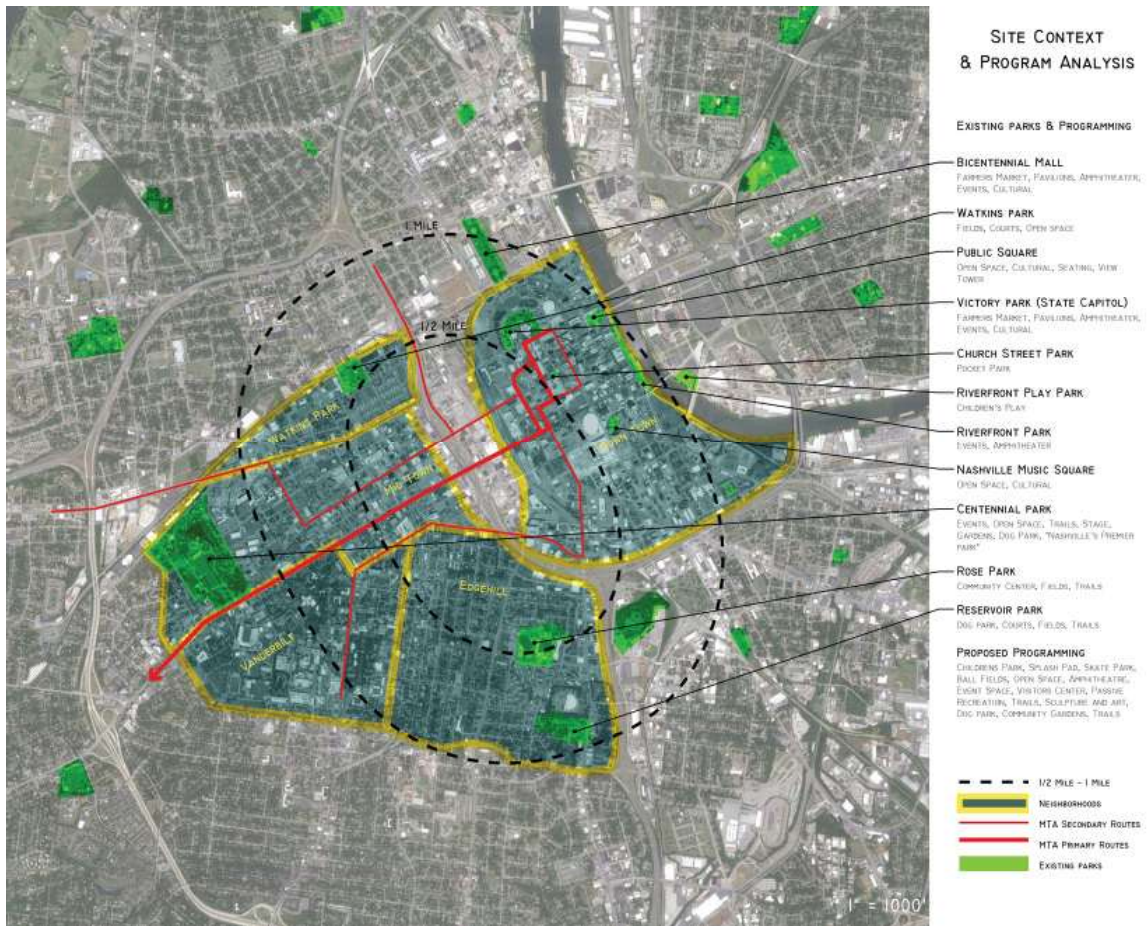 SITE CONTEXT
& PROGRAM ANALYSIS
EXISTING PARKS & PROGRAMMING
BICENTENNIAL MALL
FARMERS MARKET, PAVILIONS, AMPHITEATER,
EVENTS, CULTURAL
WATKINS PARK
FIELDS, COURTS, OPEN SPACE
PUBLIC SQUARE
OPEN SPACE, CULTURAL, SEATING, VIEW
TOWER
VICTORY PARK (STATE CAPITOL)
FARMERS MARKET, PAVILIONS, AMPHITEATER,
EVENTS, CULTURAL
CHURCH STREET PARK
POCKET PARK
RIVERFRONT PLAY PARK
CHILDREN'S PLAY
RIVERFRONT PARK
EVENTS, AMPHITEATER
NASHVILLE MUSIC SQUARE
OPEN SPACE, CULTURAL
CENTENNIAL PARK
EVENTS, OPEN SPACE, TRAILS, STAGE,
GARDENS, DOG PARK, "NASHVILLE'S PREMIER
PARK"
ROSE PARK
COMMUNITY CENTER, FIELDS, TRAILS
RESERVOIR PARK
DOG PARK, COURTS, FIELDS, TRAILS
PROPOSED PROGRAMMING
CHILDRENS PARK, SPLASH PAD, SKATE PARK,
BALL FIELDS, OPEN SPACE, AMPHITEATRE,
EVENT SPACE, VISITORS CENTER, PASSIVE
RECREATION, TRAILS, SCULPTURE AND ART,
DOG PARK, COMMUNITY GARDENS, TRAILS
1/2 MILE - 1 MILE
NEIGHBORHOODS
MTA SECONDARY ROUTES
MTA PRIMARY ROUTES
EXISTING PARKS
1 MILE
1/2 MILE
WATKINS PARK
MID TOWN
DOWN TOWN
EDGEHILL
VANDERBILT
1" = 1000'